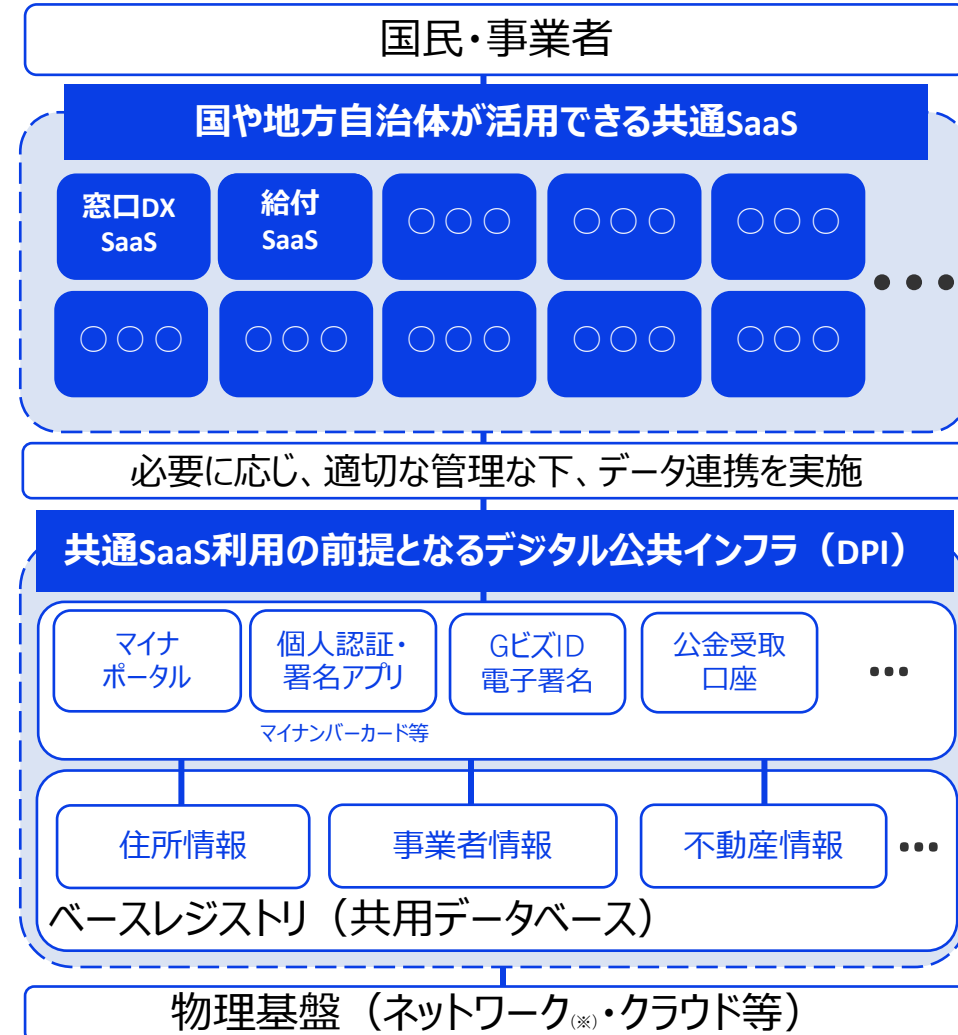 国民・事業者
国や地方自治体が活用できる共通SaaS
窓口DX
SaaS
給付
SaaS
〇〇〇
〇〇〇
〇〇〇
〇〇〇
〇〇〇
〇〇〇
〇〇〇
〇〇〇
•••
必要に応じ、適切な管理な下、データ連携を実施
共通SaaS利用の前提となるデジタル公共インフラ（DPI）
マイナ
ポータル
個人認証・
署名アプリ
GビズID
電子署名
公金受取
口座
•••
マイナンバーカード等
住所情報
事業者情報
不動産情報
•••
ベースレジストリ（共用データベース）
物理基盤（ネットワーク(※)・クラウド等）